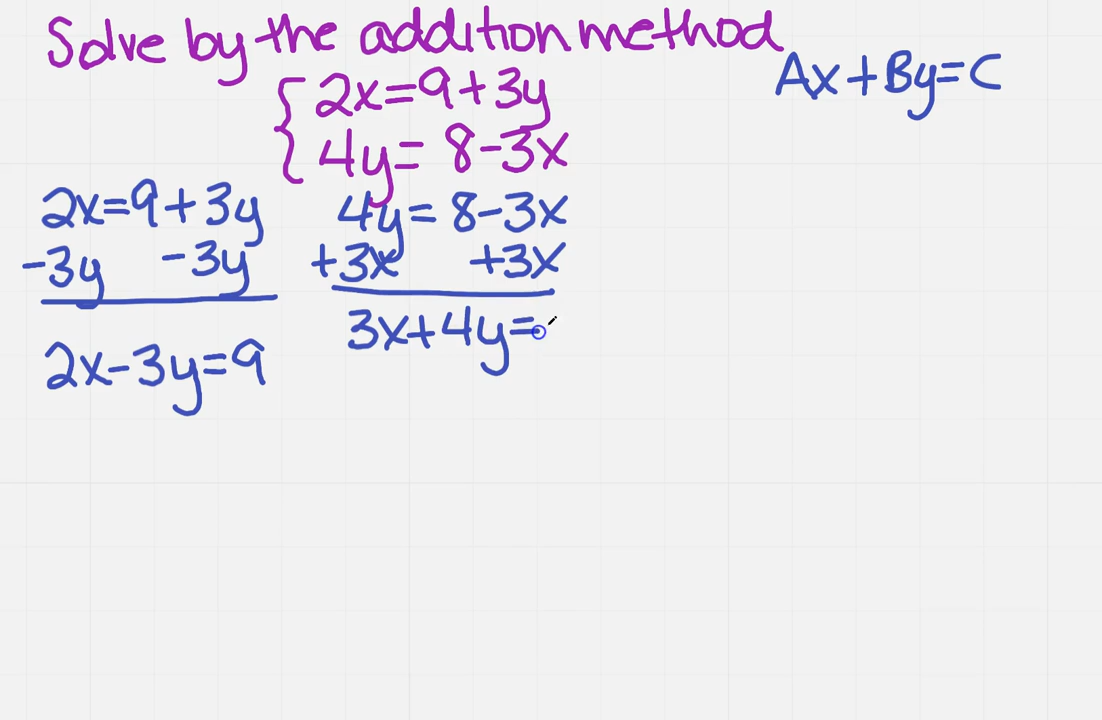 Solve by the addition method
Ax+By=C
2x=9+3y
4y=8-3x
2x=9+3y
-3y -3y
2x-3y=9
4y=8-3x
+3x +3x
3x+4y=